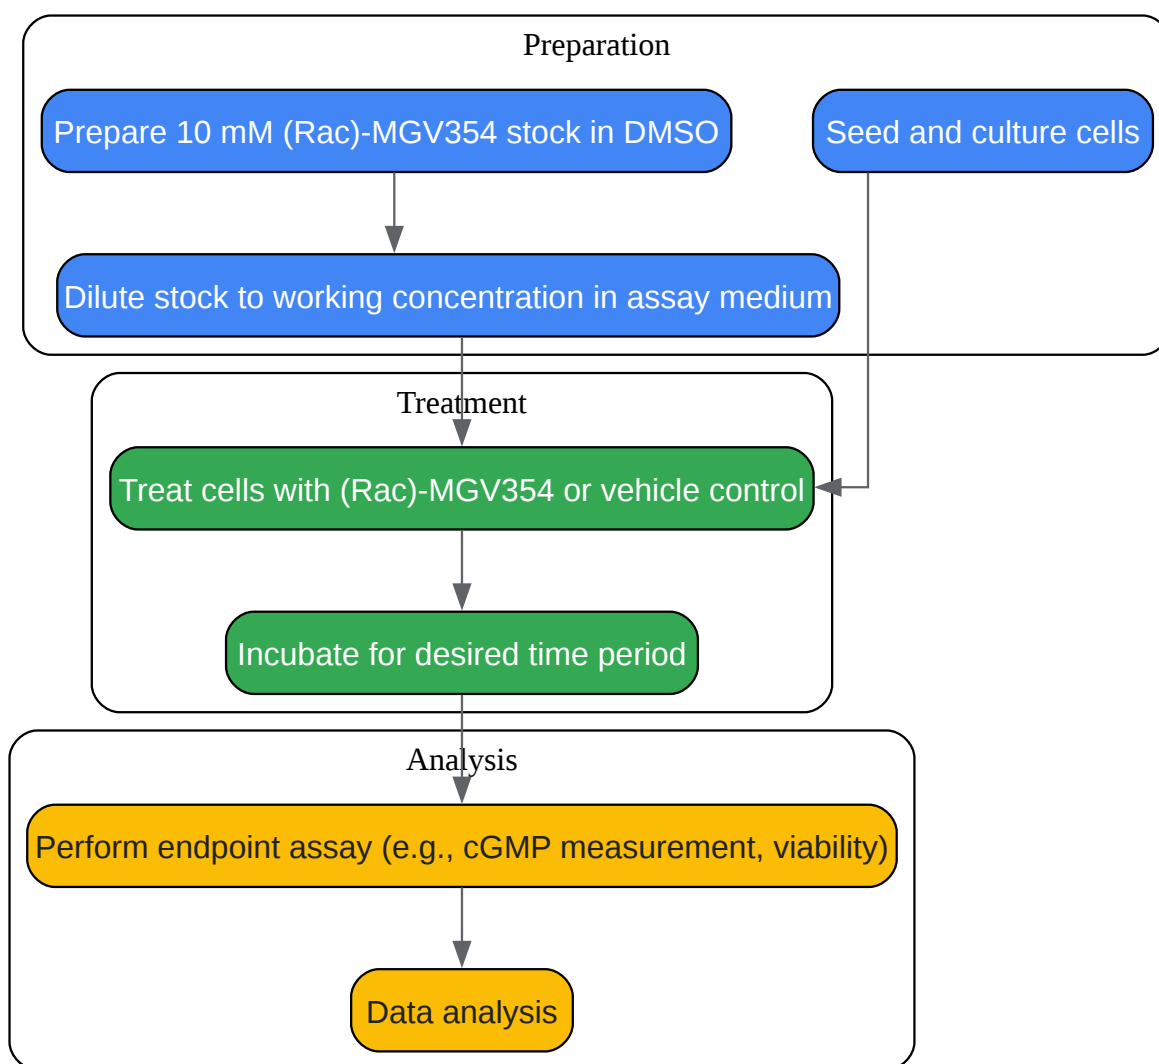 Preparation
Prepare 10 mM (Rac)-MGV354 stock in DMSO
Seed and culture cells
Dilute stock to working concentration in assay medium
Treatment
Treat cells with (Rac)-MGV354 or vehicle control
Incubate for desired time period
Analysis
Perform endpoint assay (e.g., cGMP measurement, viability)
Data analysis